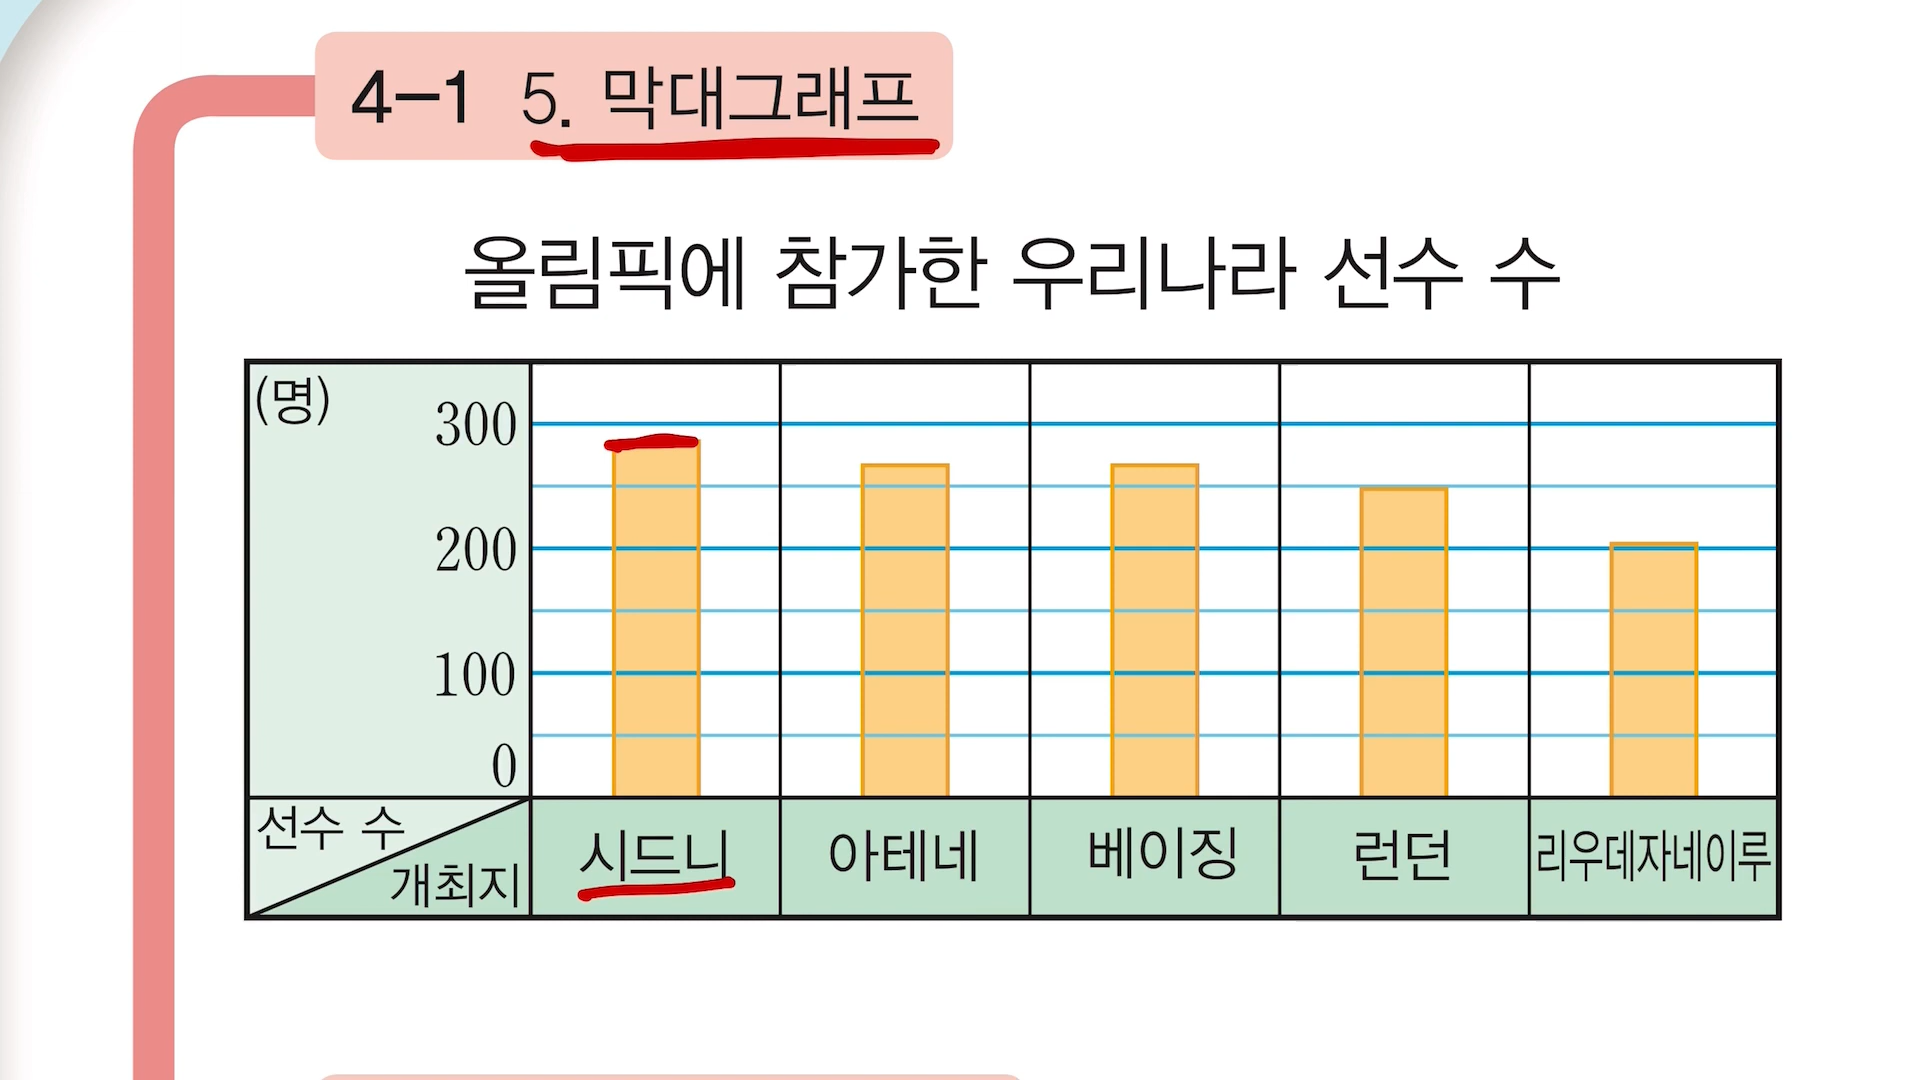 4-1 5. 막대그래프
올림픽에 참가한 우리나라 선수 수
(명)
300
200
100
0
선수 수
개최지
시드니 아테네 베이징 런던 리우데자네이루